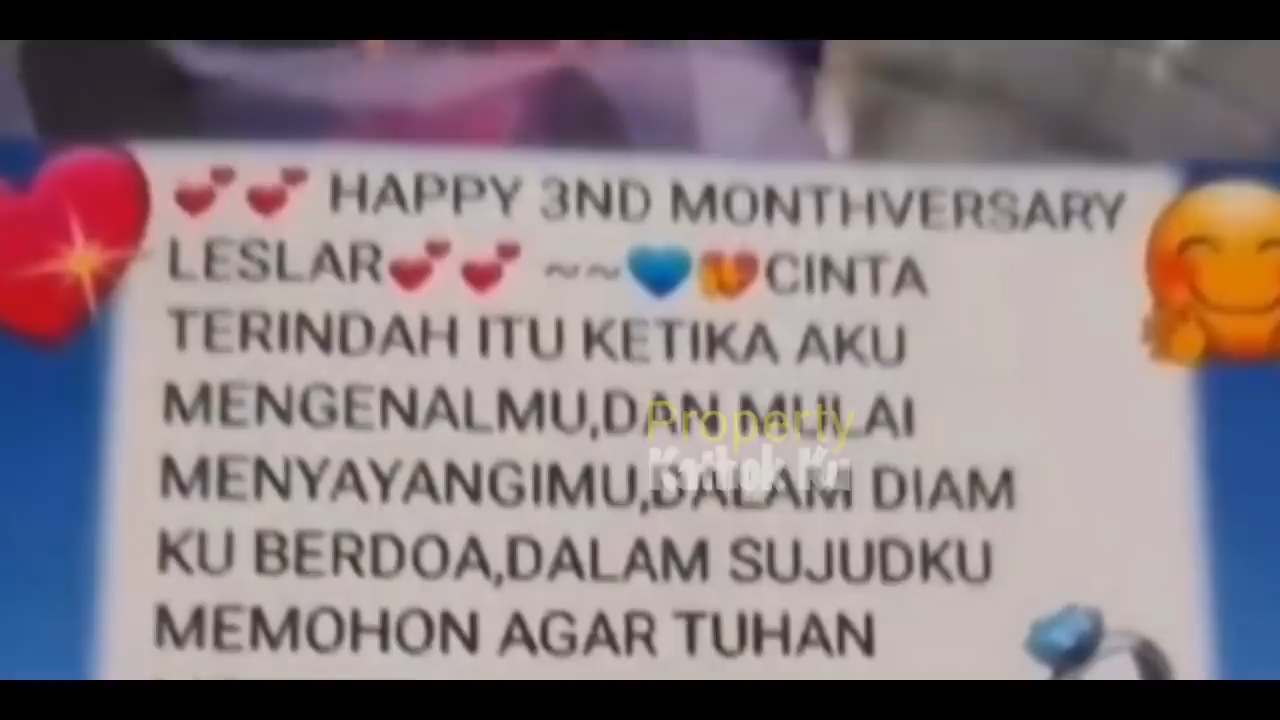 💕💕 HAPPY 3ND MONTHVERSARY
LESLAR💕💕 ~~💙💝CINTA
TERINDAH ITU KETIKA AKU
MENGENALMU,DAN MULAI
MENYAYANGIMU,DALAM DIAM
KU BERDOA,DALAM SUJUDKU
MEMOHON AGAR TUHAN
Property